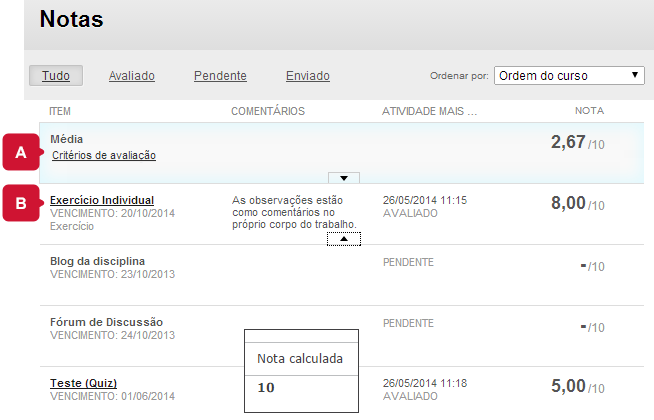 Notas
Tudo Avaliado Pendente Enviado Ordenar por: Ordem do curso
ITEM COMENTÁRIOS ATIVIDADE MAIS ... NOTA
A Média 2,67/10
Critérios de avaliação
B Exercício Individual As observações estão 26/05/2014 11:15 8,00/10
VENCIMENTO: 20/10/2014 como comentários no AVALIADO
Exercício próprio corpo do trabalho.
Blog da disciplina PENDENTE -/10
VENCIMENTO: 23/10/2013
Fórum de Discussão PENDENTE -/10
VENCIMENTO: 24/10/2013
Nota calculada
Teste (Quiz) 10 26/05/2014 11:18 5,00/10
VENCIMENTO: 01/06/2014 AVALIADO